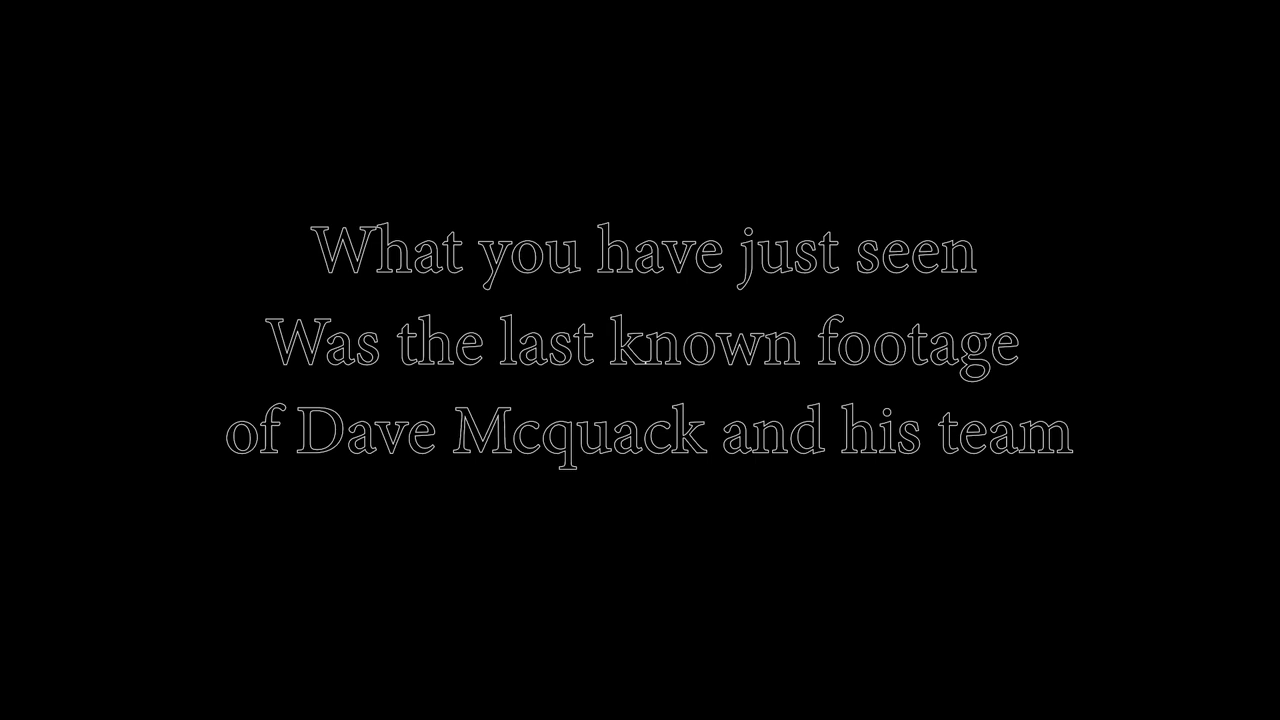 What you have just seen
Was the last known footage
of Dave Mcquack and his team